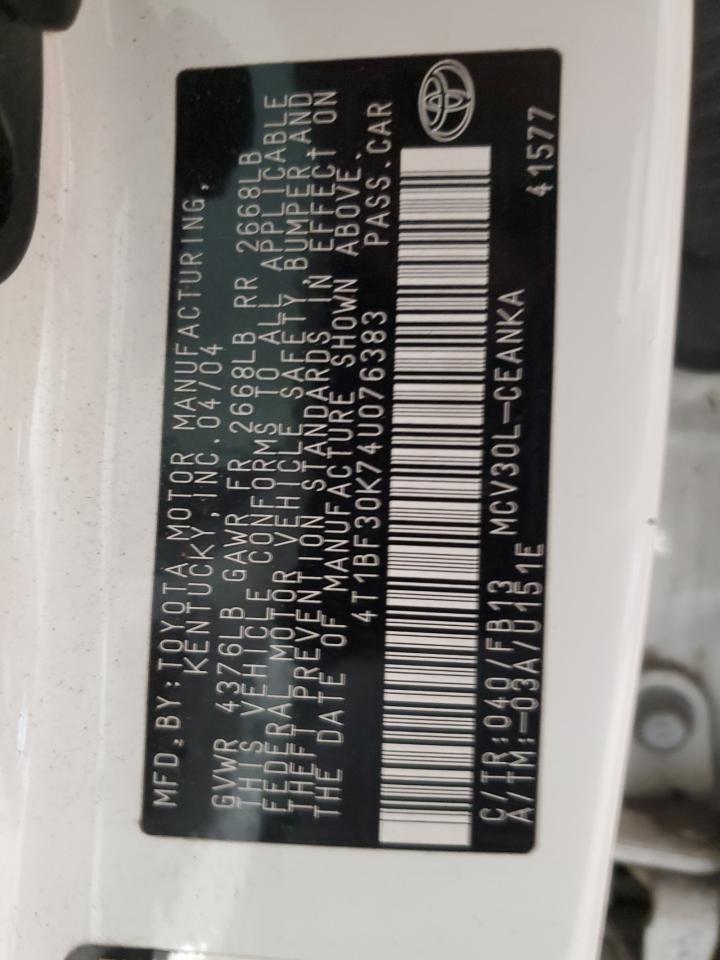 MFD.BY:TOYOTA MOTOR MANUFACTURING,
KENTUCKY,INC.04/04
GVWR 4376LB GAWR FR 2668LB RR 2668LB
THIS VEHICLE CONFORMS TO ALL APPLICABLE
FEDERAL MOTOR VEHICLE SAFETY,BUMPER,AND
THEFT PREVENTION STANDARDS IN EFFECT ON
THE DATE OF MANUFACTURE SHOWN ABOVE.
4T1BF30K74U076383 PASS.CAR
C/TR:040/FB13 MCV30L-CEANKA
A/TM:-03A/U151E 41577